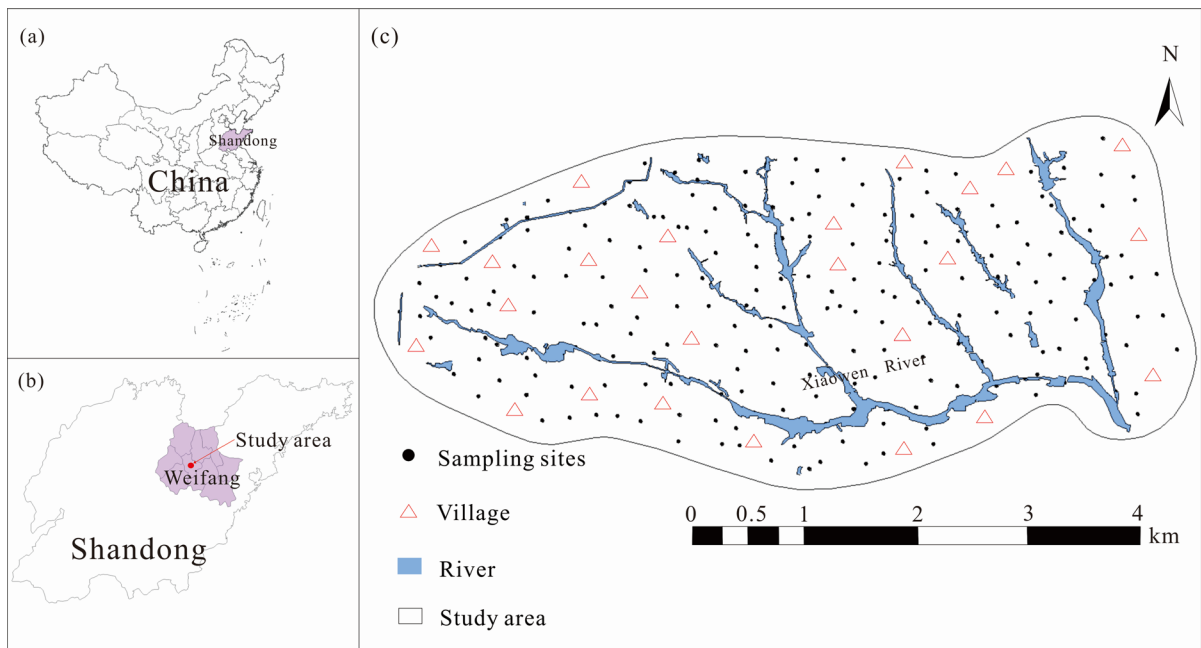 (a)
Shandong
China
(b)
Study area
Weifang
Shandong
(c)
N
Xiaowen River
Sampling sites
Village
River
Study area
0 0.5 1 2 3 4
km